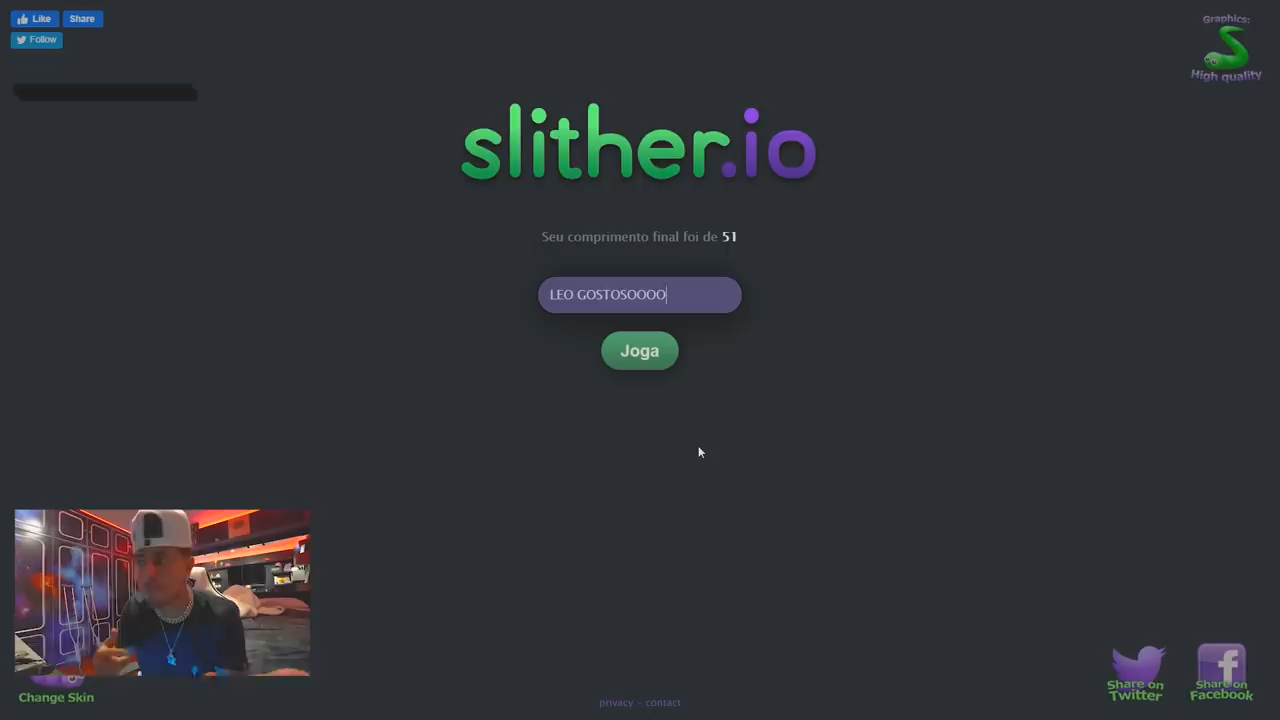 Like Share
Follow
Graphics:
High quality
slither.io
Seu comprimento final foi de 51
LEO GOSTOSOOOO
Joga
Change Skin
privacy - contact
Share on
Twitter
Share on
Facebook